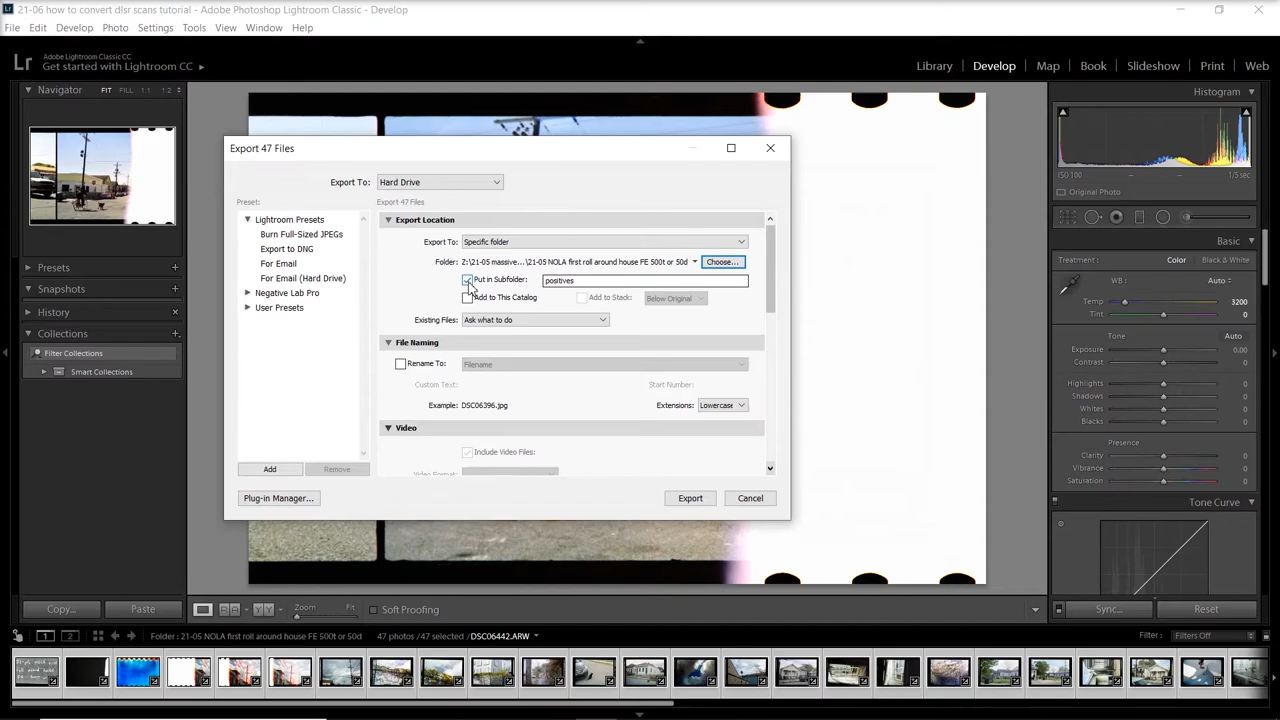 21-06 how to convert dlsr scans tutorial - Adobe Photoshop Lightroom Classic - Develop
File Edit Develop Photo Settings Tools View Window Help
Lr Adobe Lightroom Classic CC
Get started with Lightroom CC
Library Develop Map Book Slideshow Print Web
Navigator FIT FILL 1:1 1:2
Histogram
ISO 100 1/5 sec
Original Photo
Presets
Snapshots
History
Collections
Filter Collections
Smart Collections
Export 47 Files
Export To: Hard Drive
Preset:
Lightroom Presets
Burn Full-Sized JPEGs
Export to DNG
For Email
For Email (Hard Drive)
Negative Lab Pro
User Presets
Add Remove
Export 47 Files
Export Location
Export To: Specific folder
Folder: Z:\21-05 massive...\21-05 NOLA first roll around house FE 500t or 50d Choose...
Put in Subfolder: positives
Add to This Catalog Add to Stack: Below Original
Existing Files: Ask what to do
File Naming
Rename To: Filename
Custom Text: Start Number:
Example: DSC06396.jpg Extensions: Lowercase
Video
Include Video Files:
Video Format:
Plug-in Manager... Export Cancel
Basic
Treatment: Color Black & White
WB: Auto
Temp 3200
Tint 0
Tone Auto
Exposure 0.00
Contrast 0
Highlights 0
Shadows 0
Whites 0
Blacks 0
Presence
Clarity 0
Vibrance 0
Saturation 0
Tone Curve
Copy... Paste
Zoom Fit
Soft Proofing
Sync... Reset
1 2 Folder : 21-05 NOLA first roll around house FE 500t or 50d 47 photos / 47 selected / DSC06442.ARW
Filter : Filters Off